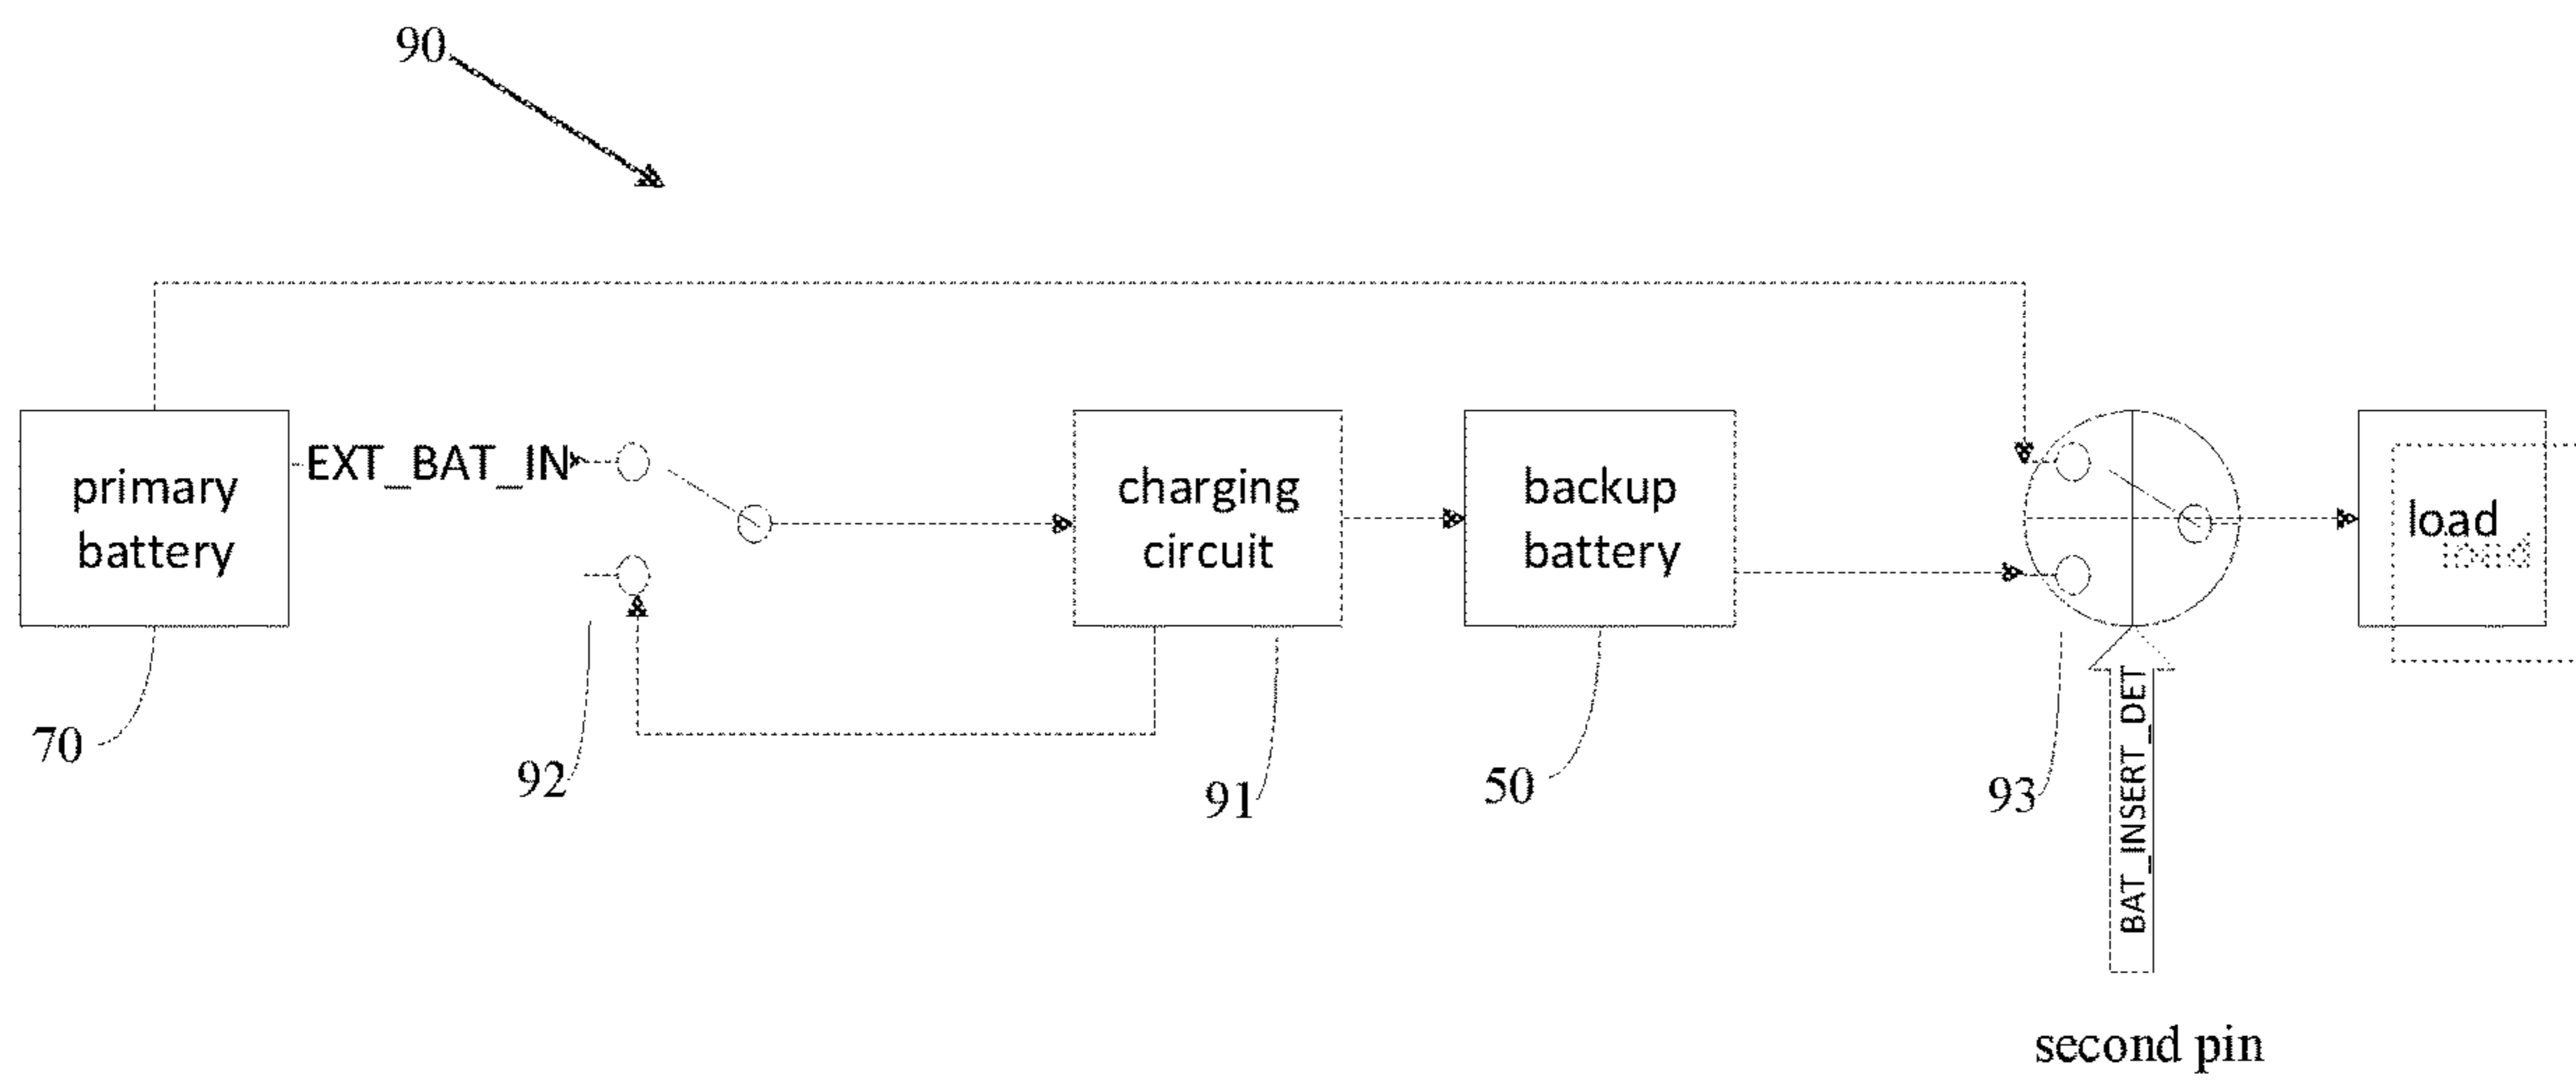 90
primary
battery
EXT_BAT_IN
charging
circuit
backup
battery
load
70
92
91
50
93
BAT_INSERT_DET
second pin